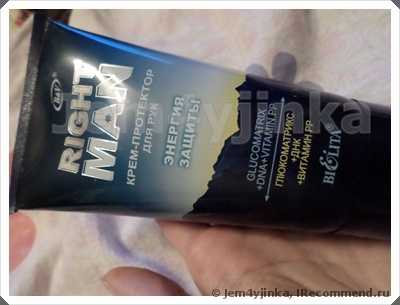 RIGHT
MAN
КРЕМ-ПРОТЕКТОР
ДЛЯ РУК
ЭНЕРГИЯ
ЗАЩИТЫ
GLUCOMATRIX
+DNA+VITAMIN PP
ГЛЮКОМАТРИКС
+ДНК
+ВИТАМИН PP
BIELITA
Jem4yjinka
© Jem4yjinka, IRecommend.ru